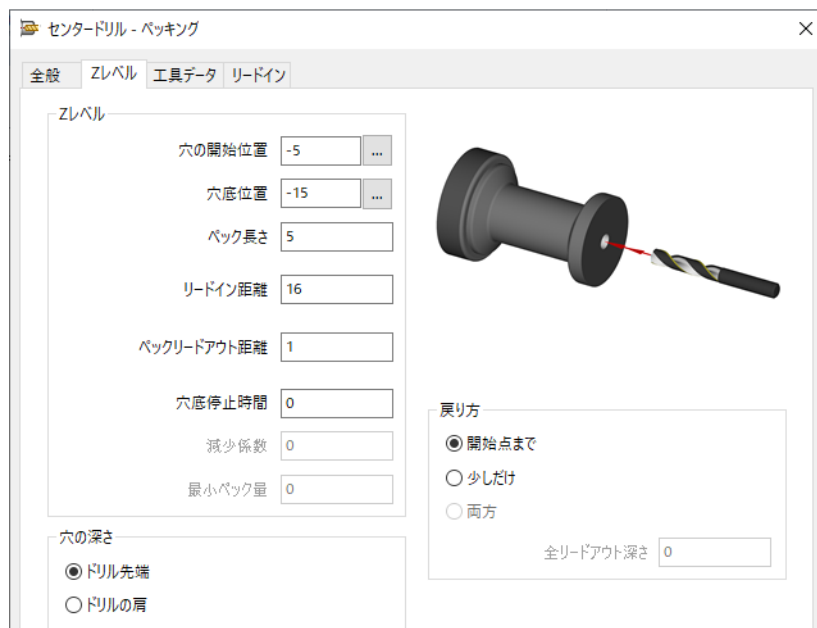 センタードリル - ペッキング
全般 Zレベル 工具データ リードイン
Zレベル
穴の開始位置 -5 ...
穴底位置 -15 ...
ペック長さ 5
リードイン距離 16
ペックリードアウト距離 1
穴底停止時間 0
減少係数 0
最小ペック量 0
穴の深さ
ドリル先端
ドリルの肩
戻り方
開始点まで
少しだけ
両方
全リードアウト深さ 0